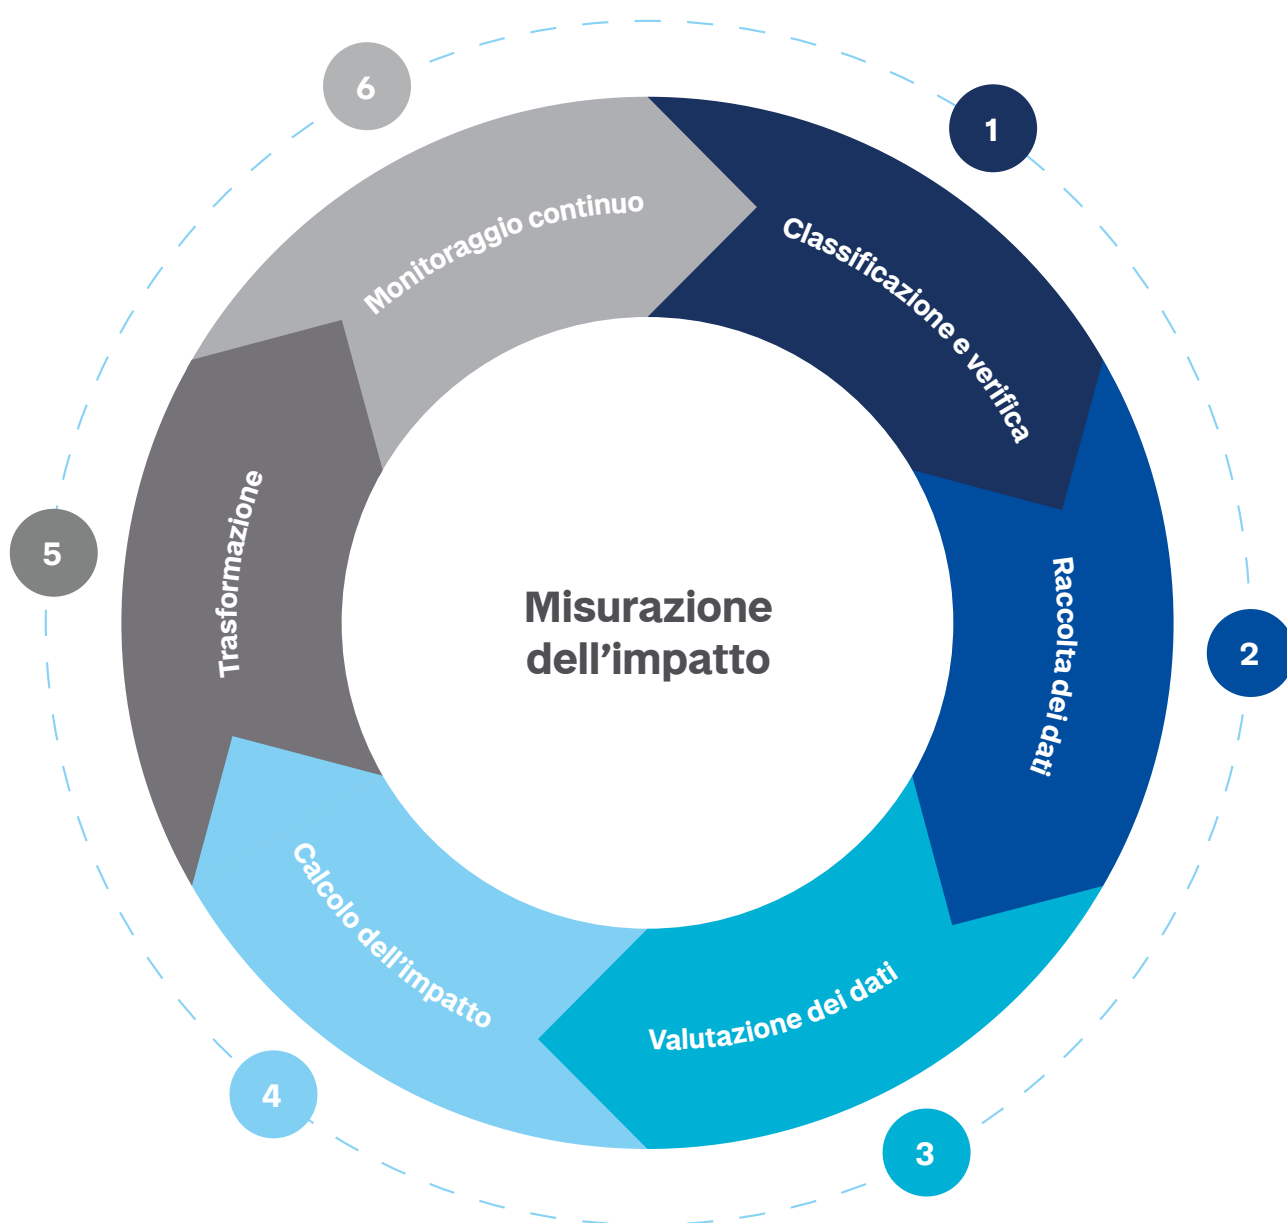 1
Classificazione e verifica
2
Raccolta dei dati
3
Valutazione dei dati
4
Calcolo dell’impatto
5
Trasformazione
6
Monitoraggio continuo
Misurazione
dell’impatto